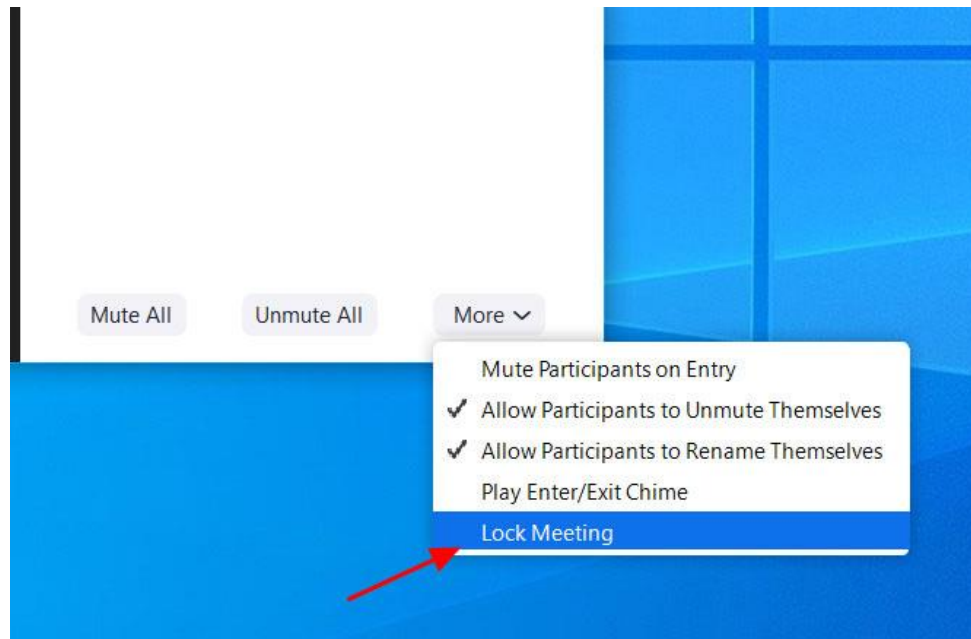 Mute All Unmute All More
Mute Participants on Entry
✓ Allow Participants to Unmute Themselves
✓ Allow Participants to Rename Themselves
Play Enter/Exit Chime
Lock Meeting